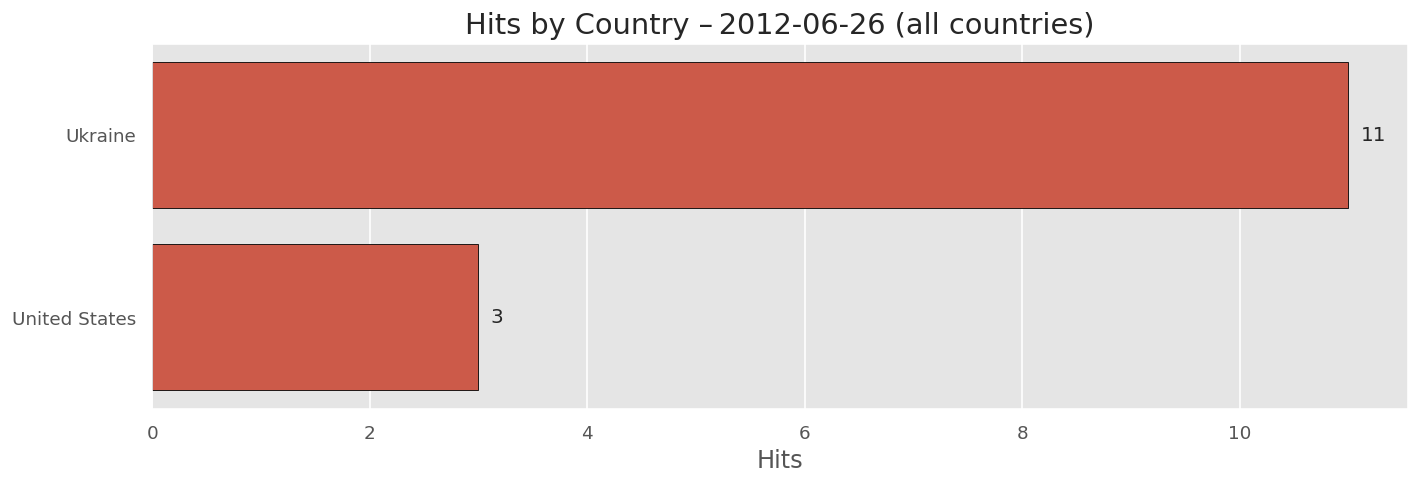 Hits by Country – 2012-06-26 (all countries)
Ukraine
11
United States
3
0 2 4 6 8 10
Hits